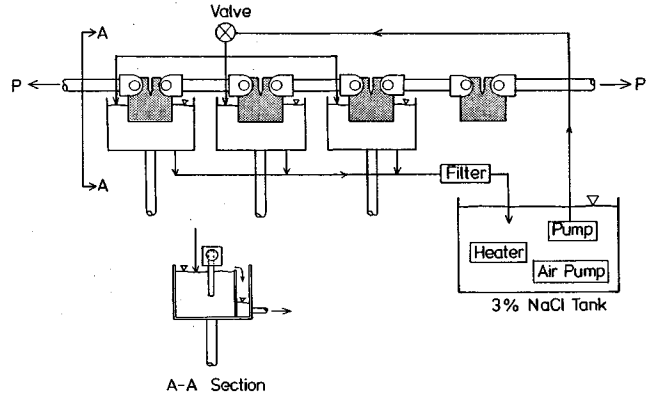 Valve
A
P
P
A
Filter
Pump
Heater
Air Pump
3% NaCl Tank
A-A Section